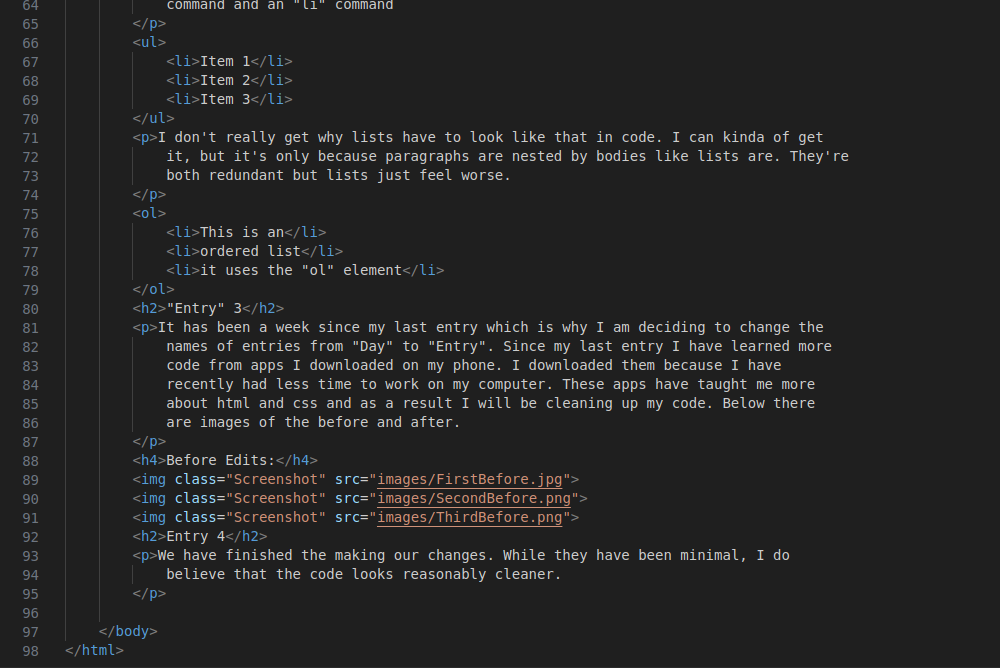 64 command and an "li" command
65 </p>
66 <ul>
67 <li>Item 1</li>
68 <li>Item 2</li>
69 <li>Item 3</li>
70 </ul>
71 <p>I don't really get why lists have to look like that in code. I can kinda of get
72 it, but it's only because paragraphs are nested by bodies like lists are. They're
73 both redundant but lists just feel worse.
74 </p>
75 <ol>
76 <li>This is an</li>
77 <li>ordered list</li>
78 <li>it uses the "ol" element</li>
79 </ol>
80 <h2>"Entry" 3</h2>
81 <p>It has been a week since my last entry which is why I am deciding to change the
82 names of entries from "Day" to "Entry". Since my last entry I have learned more
83 code from apps I downloaded on my phone. I downloaded them because I have
84 recently had less time to work on my computer. These apps have taught me more
85 about html and css and as a result I will be cleaning up my code. Below there
86 are images of the before and after.
87 </p>
88 <h4>Before Edits:</h4>
89 <img class="Screenshot" src="images/FirstBefore.jpg">
90 <img class="Screenshot" src="images/SecondBefore.png">
91 <img class="Screenshot" src="images/ThirdBefore.png">
92 <h2>Entry 4</h2>
93 <p>We have finished the making our changes. While they have been minimal, I do
94 believe that the code looks reasonably cleaner.
95 </p>
96
97 </body>
98 </html>